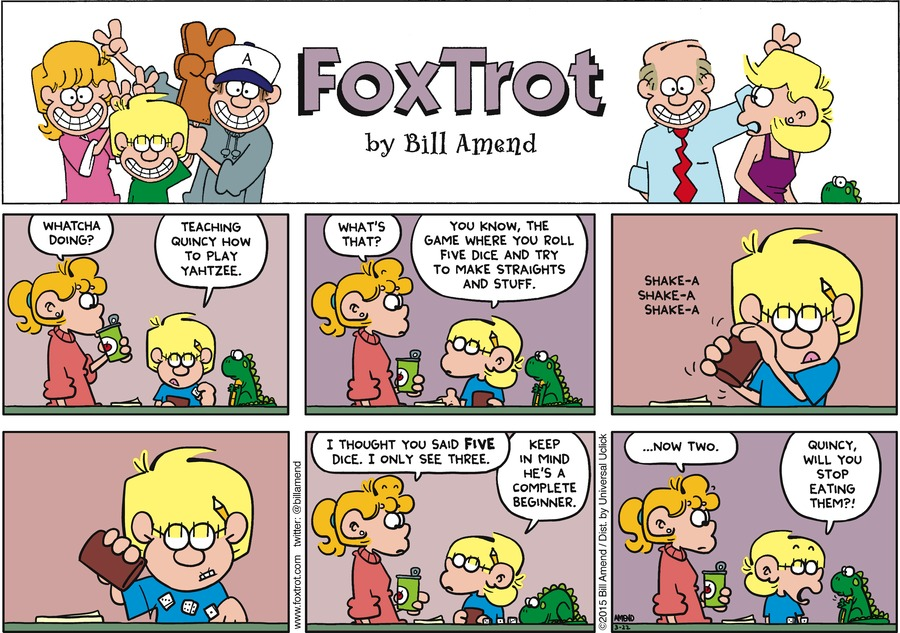 A
FoxTrot
by Bill Amend
WHATCHA
DOING?
TEACHING
QUINCY HOW
TO PLAY
YAHTZEE.
WHAT'S
THAT?
YOU KNOW, THE
GAME WHERE YOU ROLL
FIVE DICE AND TRY
TO MAKE STRAIGHTS
AND STUFF.
SHAKE-A
SHAKE-A
SHAKE-A
www.foxtrot.com twitter: @billamend
I THOUGHT YOU SAID FIVE
DICE. I ONLY SEE THREE.
KEEP
IN MIND
HE'S A
COMPLETE
BEGINNER.
©2015 Bill Amend / Dist. by Universal Uclick
...NOW TWO.
QUINCY,
WILL YOU
STOP
EATING
THEM?!
AMEND
3-22